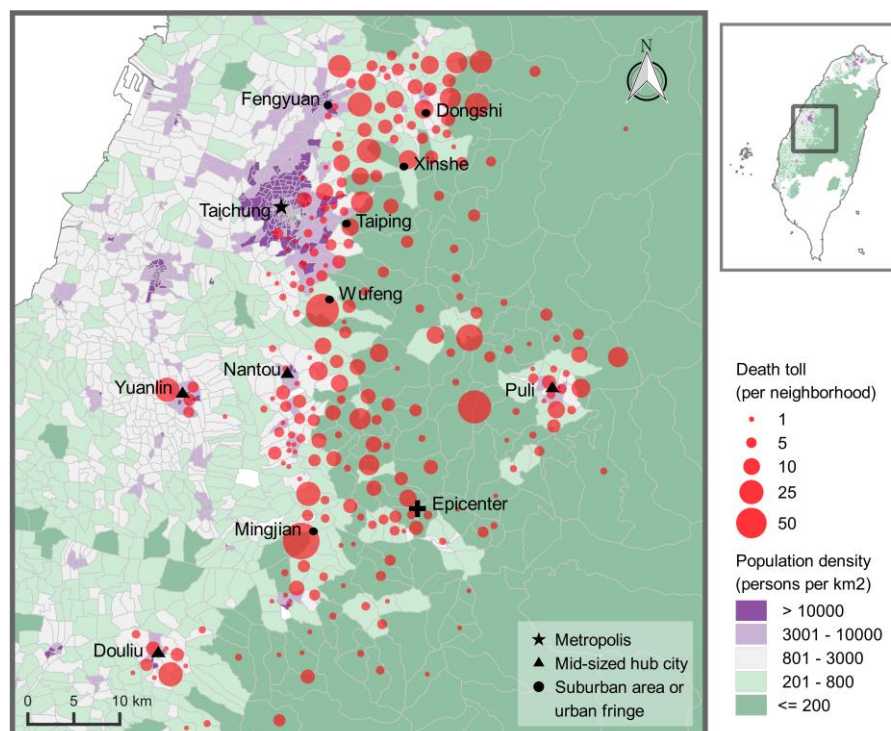 N
Fengyuan
Dongshi
Xinshe
Taichung
Taiping
Wufeng
Nantou
Yuanlin
Puli
Epicenter
Mingjian
Douliu
0 5 10 km
Metropolis
Mid-sized hub city
Suburban area or
urban fringe
Death toll
(per neighborhood)
1
5
10
25
50
Population density
(persons per km2)
> 10000
3001 - 10000
801 - 3000
201 - 800
<= 200